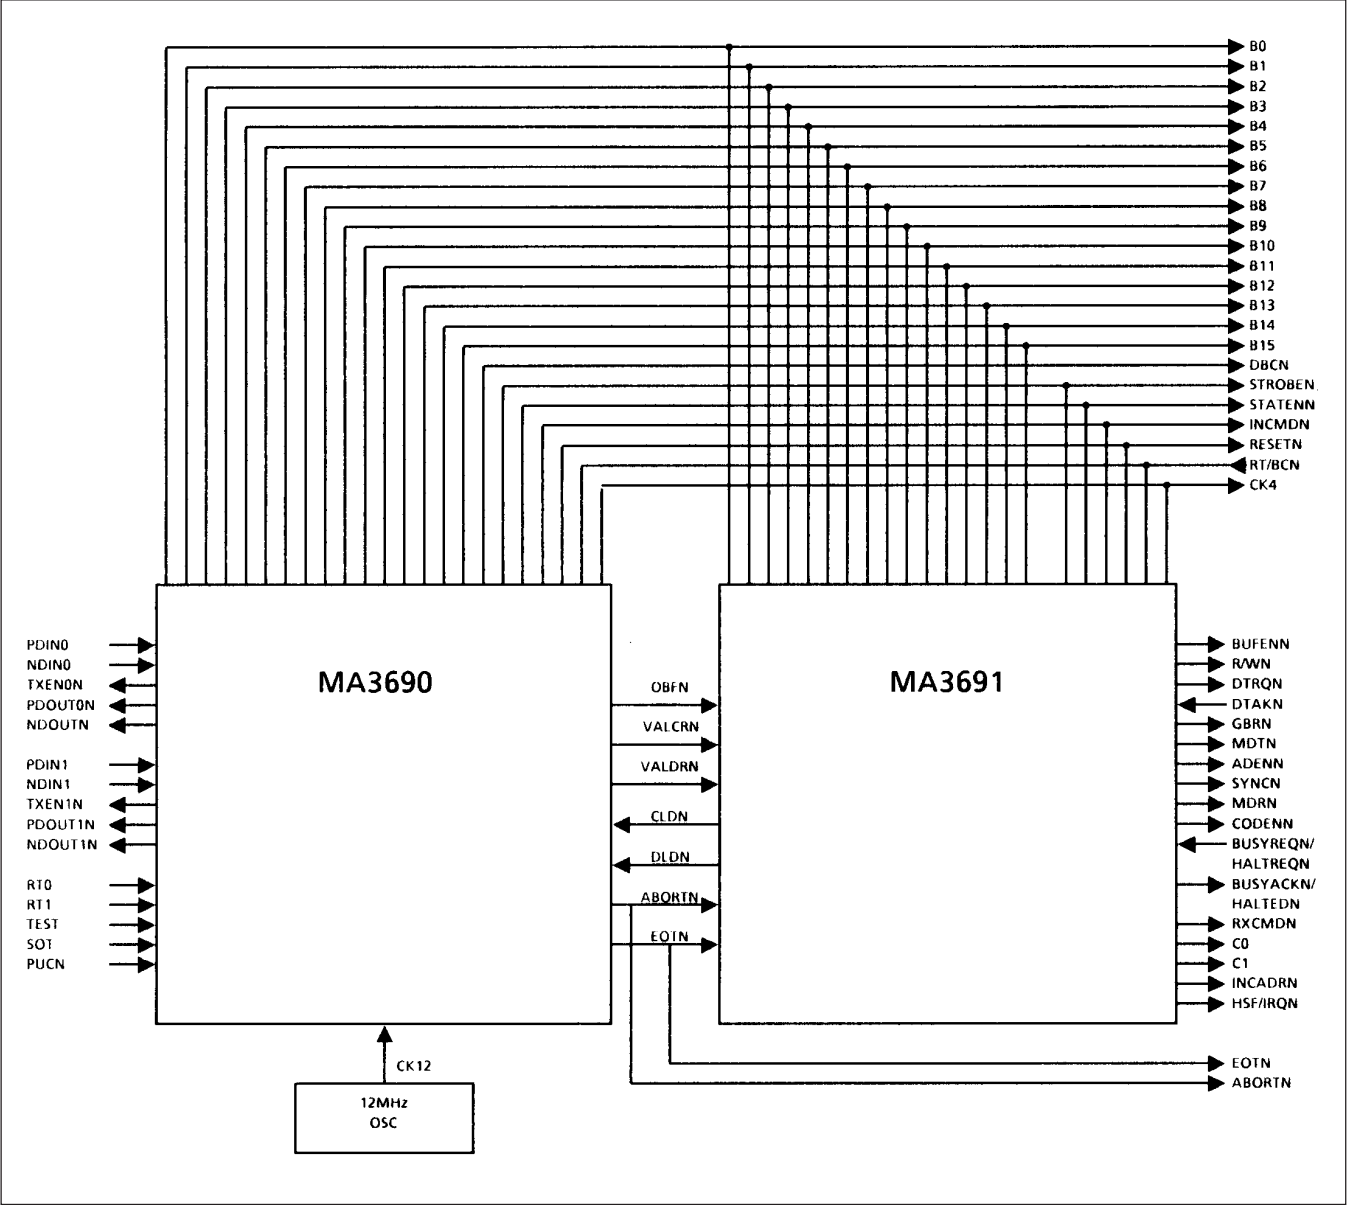 B0
B1
B2
B3
B4
B5
B6
B7
B8
B9
B10
B11
B12
B13
B14
B15
DBCN
STROBEN
STATENN
INCMDN
RESETN
RT/BCN
CK4
PDIN0
NDIN0
TXEN0N
PDOUT0N
NDOUTN
PDIN1
NDIN1
TXEN1N
PDOUT1N
NDOUT1N
RT0
RT1
TEST
SOT
PUCN
MA3690
OBFN
VALCRN
VALDRN
CLDN
DLDN
ABORTN
EOTN
MA3691
BUFENN
R/WN
DTRQN
DTAKN
GBRN
MDTN
ADENN
SYNCN
MDRN
CODENN
BUSYREQN/
HALTREQN
BUSYACKN/
HALTEDN
RXCMDN
C0
C1
INCADRN
HSF/IRQN
EOTN
ABORTN
CK12
12MHz
OSC